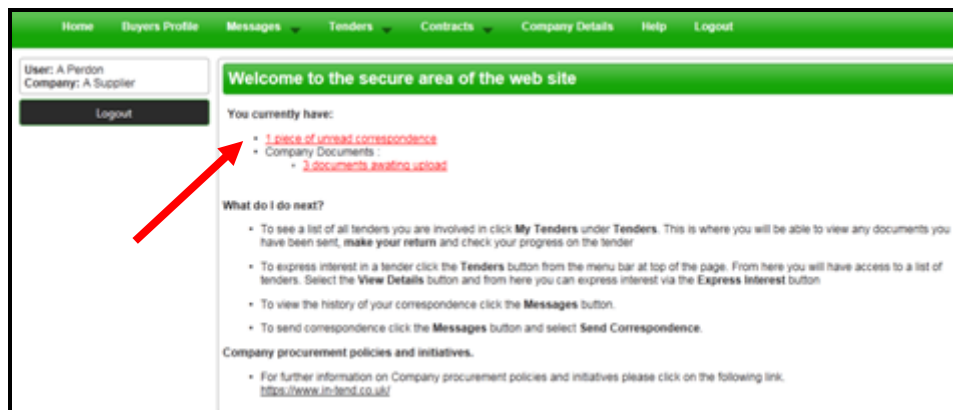 Home Buyers Profile Messages Tenders Contracts Company Details Help Logout
User: A Perdon
Company: A Supplier
Logout
Welcome to the secure area of the web site
You currently have:
1 piece of unread correspondence
Company Documents :
3 documents awating upload
What do I do next?
To see a list of all tenders you are involved in click My Tenders under Tenders. This is where you will be able to view any documents you
have been sent, make your return and check your progress on the tender
To express interest in a tender click the Tenders button from the menu bar at top of the page. From here you will have access to a list of
tenders. Select the View Details button and from here you can express interest via the Express Interest button
To view the history of your correspondence click the Messages button.
To send correspondence click the Messages button and select Send Correspondence.
Company procurement policies and initiatives.
For further information on Company procurement policies and initiatives please click on the following link.
https://www.in-tend.co.uk/